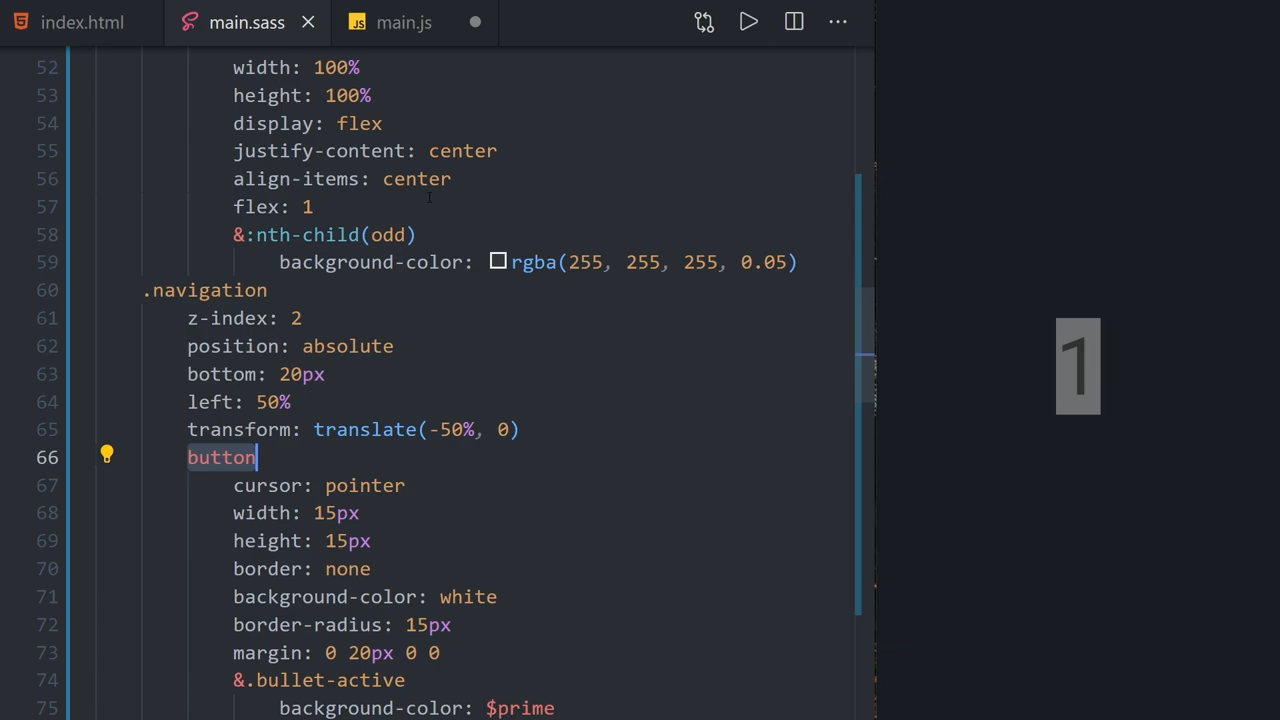 index.html main.sass JS main.js
52 width: 100%
53 height: 100%
54 display: flex
55 justify-content: center
56 align-items: center
57 flex: 1
58 &:nth-child(odd)
59 background-color: rgba(255, 255, 255, 0.05)
60 .navigation
61 z-index: 2
62 position: absolute
63 bottom: 20px
64 left: 50%
65 transform: translate(-50%, 0)
66 button
67 cursor: pointer
68 width: 15px
69 height: 15px
70 border: none
71 background-color: white
72 border-radius: 15px
73 margin: 0 20px 0 0
74 &.bullet-active
75 background-color: $prime
1